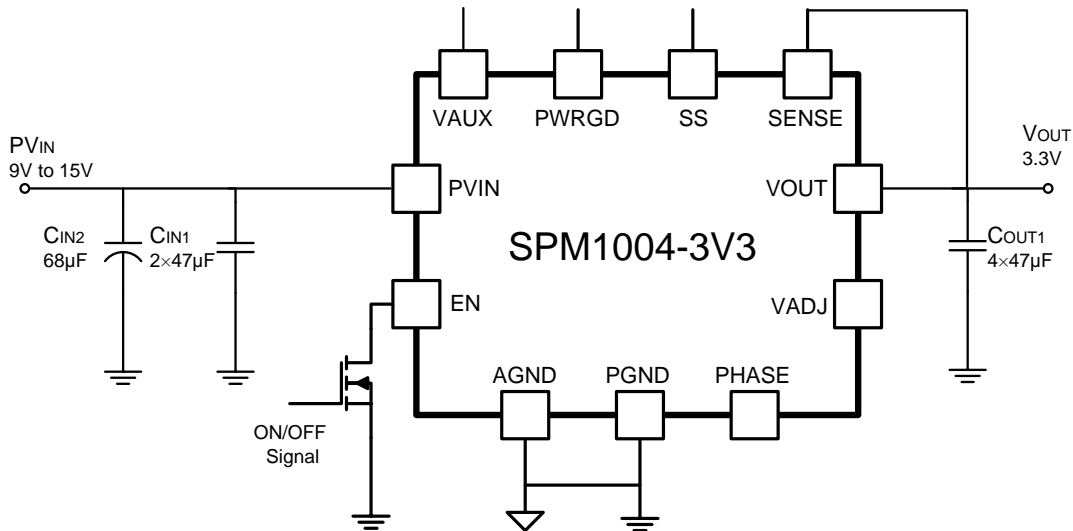 VAUX
PWRGD
SS
SENSE
PVIN
9V to 15V
VOUT
3.3V
PVIN
VOUT
CIN2
68µF
CIN1
2×47µF
SPM1004-3V3
COUT1
4×47µF
EN
VADJ
AGND
PGND
PHASE
ON/OFF
Signal